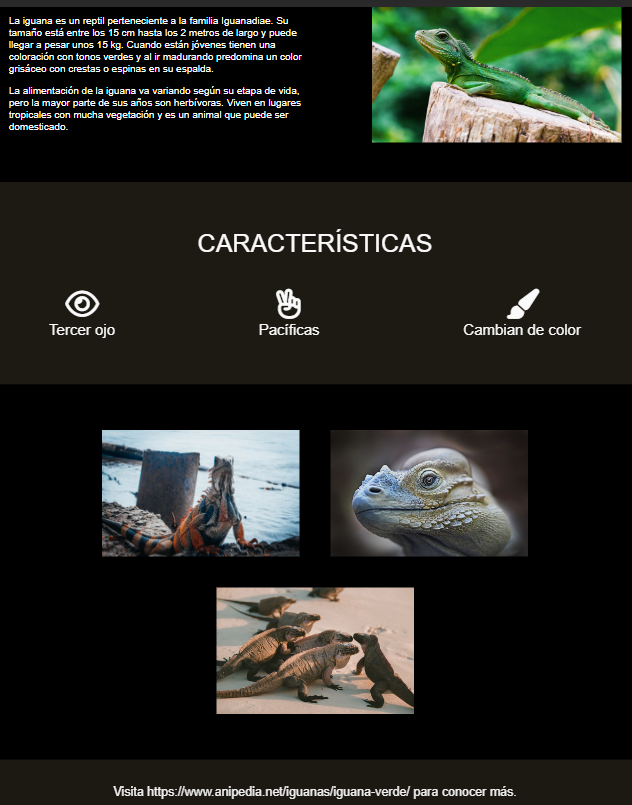 La iguana es un reptil perteneciente a la familia Iguanadiae. Su
tamaño está entre los 15 cm hasta los 2 metros de largo y puede
llegar a pesar unos 15 kg. Cuando están jóvenes tienen una
coloración con tonos verdes y al ir madurando predomina un color
grisáceo con crestas o espinas en su espalda.
La alimentación de la iguana va variando según su etapa de vida,
pero la mayor parte de sus años son herbívoras. Viven en lugares
tropicales con mucha vegetación y es un animal que puede ser
domesticado.
CARACTERÍSTICAS
Tercer ojo
Pacíficas
Cambian de color
Visita https://www.anipedia.net/iguanas/iguana-verde/ para conocer más.